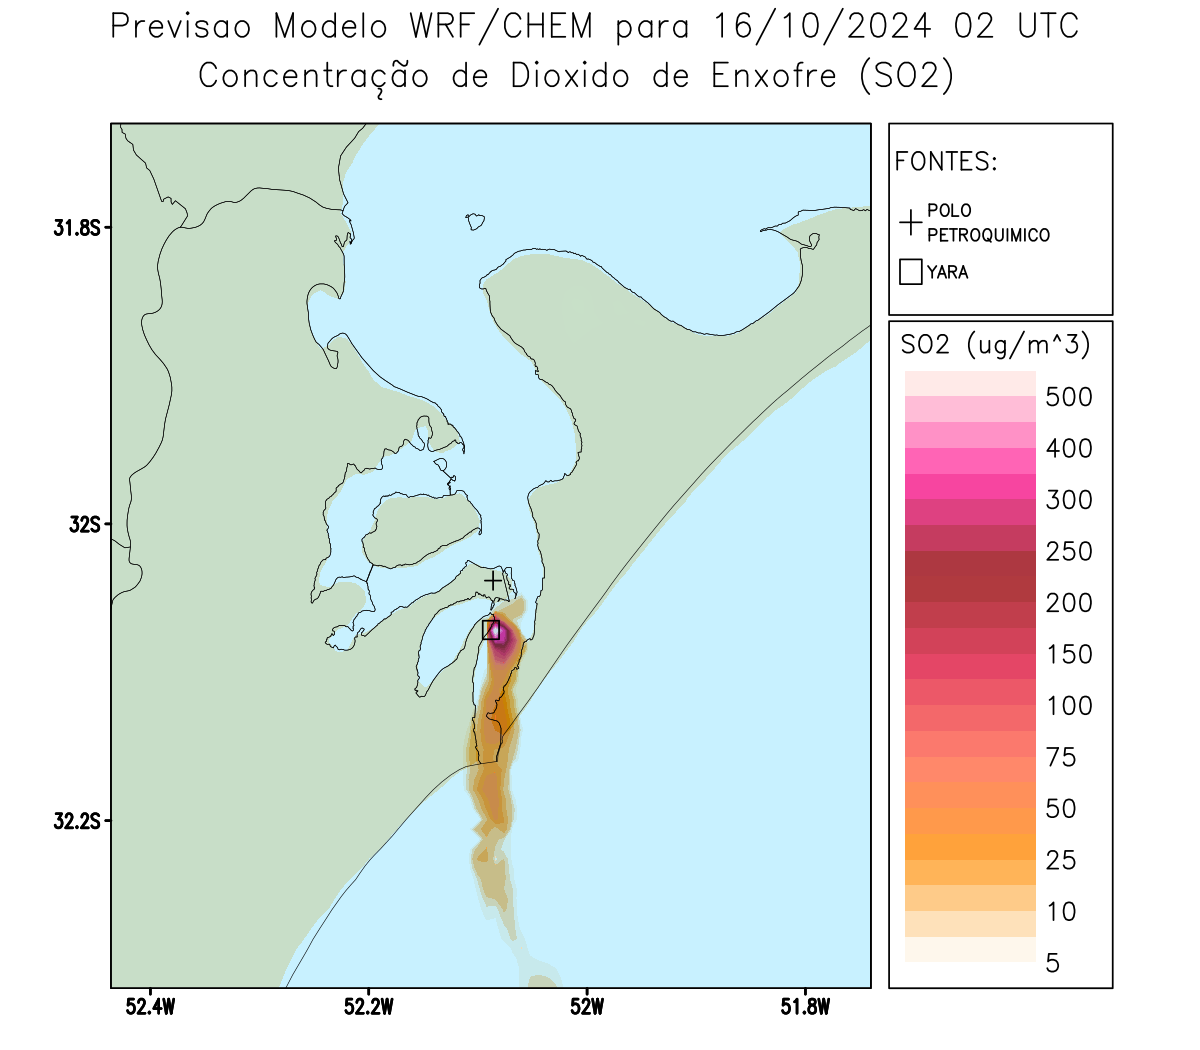 Previsao Modelo WRF/CHEM para 16/10/2024 02 UTC
Concentração de Dioxido de Enxofre (SO2)
FONTES:
POLO
PETROQUIMICO
YARA
31.8S
32S
32.2S
52.4W
52.2W
52W
51.8W
SO2 (ug/m^3)
500
400
300
250
200
150
100
75
50
25
10
5